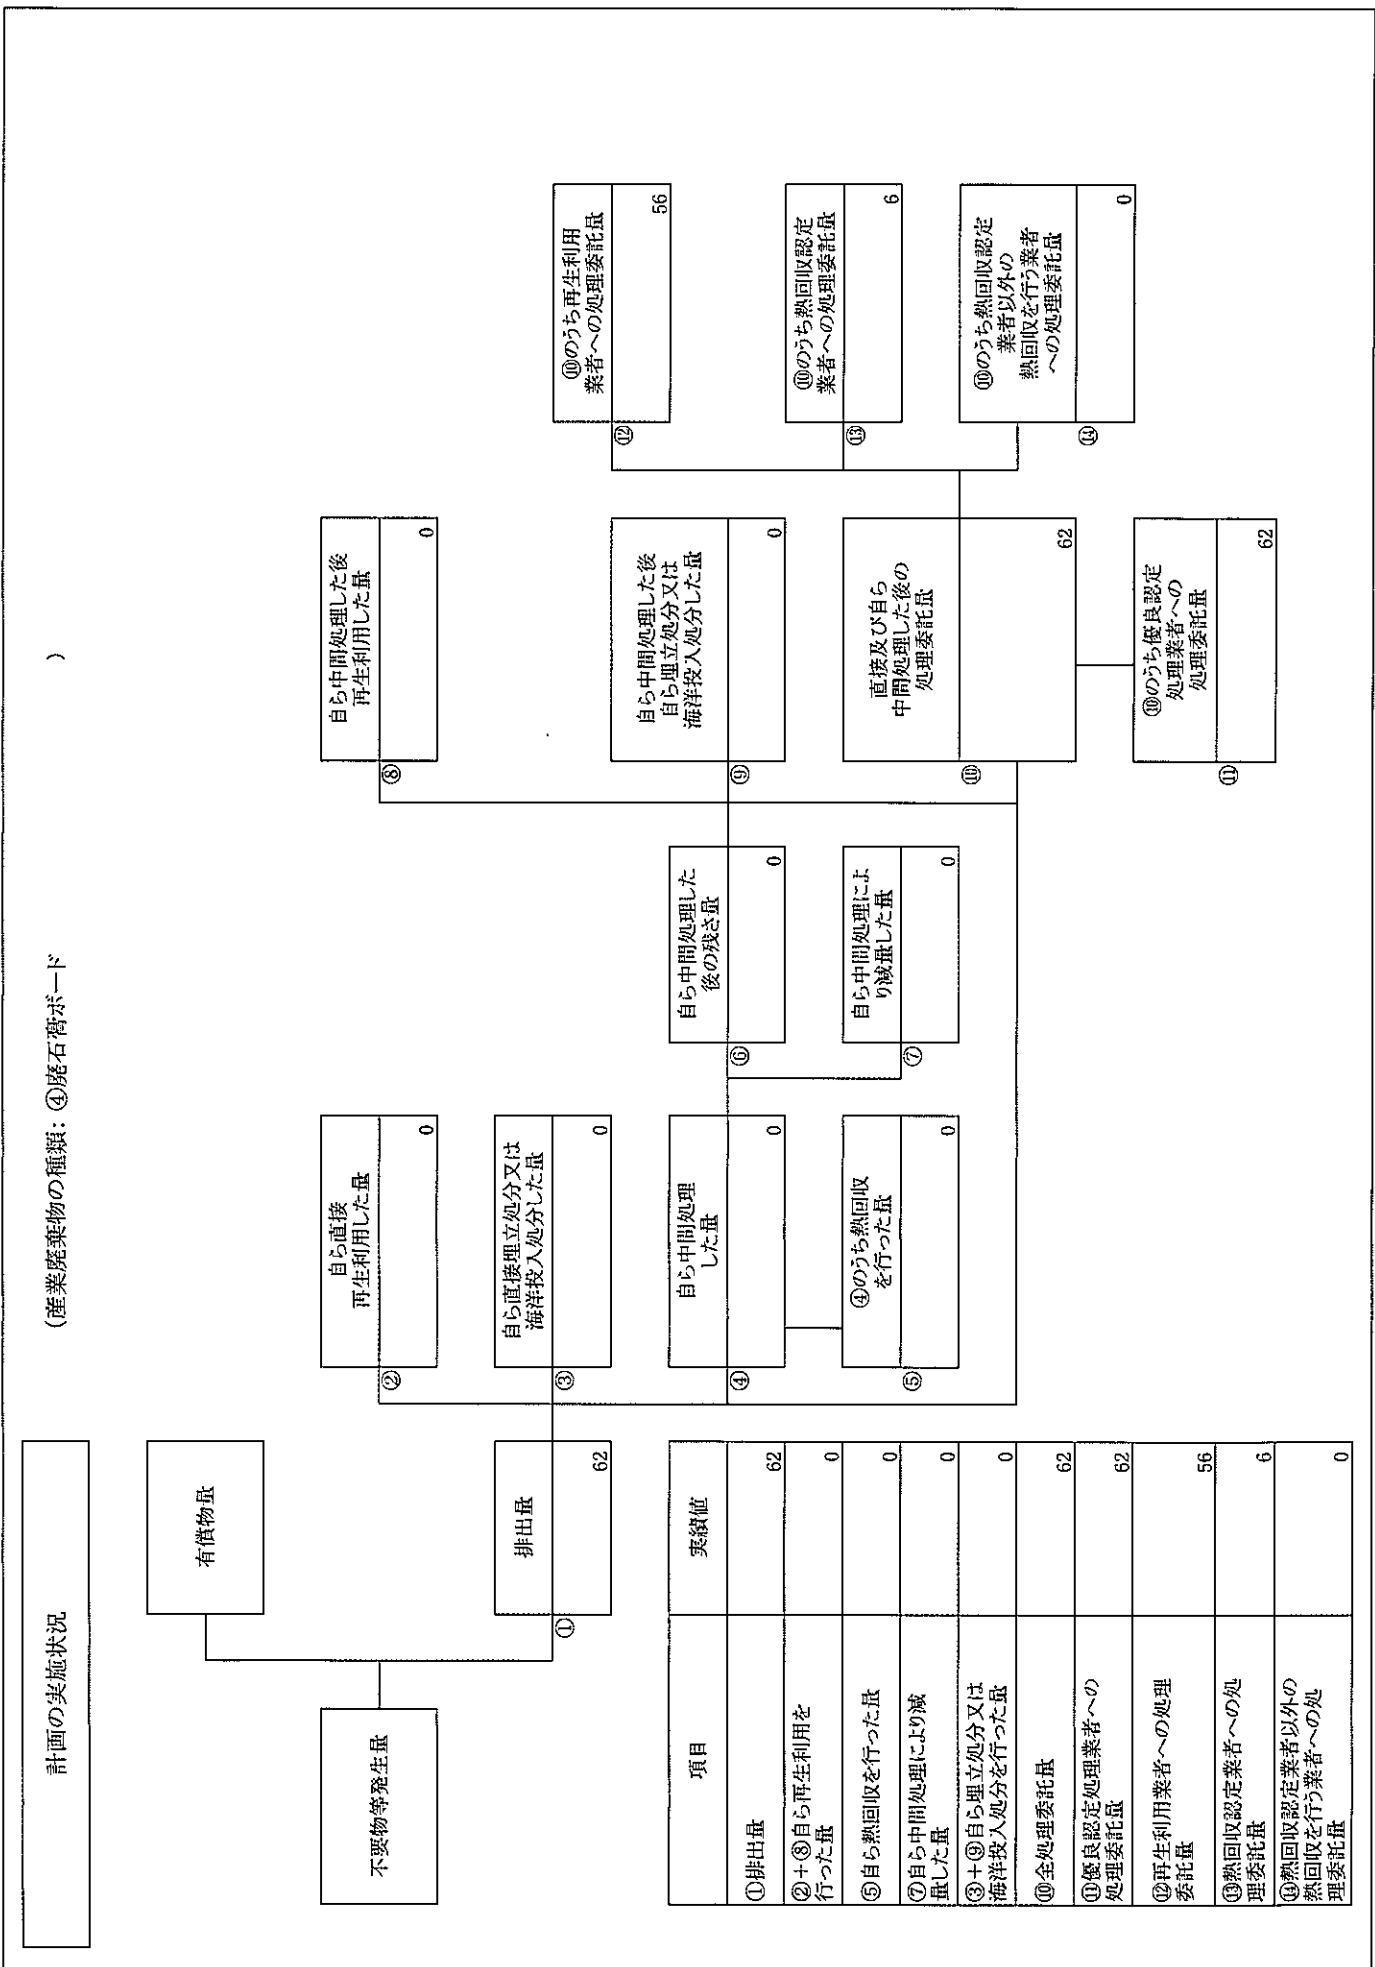 計画の実施状況
(産業廃棄物の種類：④廃石膏ボード
)
不要物等発生量
有償物量
①
排出量
62
②
自ら直接
再生利用した量
0
③
自ら直接埋立処分又は
海洋投入処分した量
0
④
自ら中間処理
した量
0
⑤
④のうち熱回収
を行った量
0
⑥
自ら中間処理した
後の残さ量
0
⑦
自ら中間処理によ
り減量した量
0
⑧
自ら中間処理した後
再生利用した量
0
⑨
自ら中間処理した後
自ら埋立処分又は
海洋投入処分した量
0
⑩
直接及び自ら
中間処理した後の
処理委託量
62
⑪
⑩のうち優良認定
処理業者への
処理委託量
62
⑫
⑩のうち再生利用
業者への処理委託量
56
⑬
⑩のうち熱回収認定
業者への処理委託量
6
⑭
⑩のうち熱回収認定
業者以外の
熱回収を行う業者
への処理委託量
0
項目
実績値
①排出量
62
②+⑧自ら再生利用を
行った量
0
⑤自ら熱回収を行った量
0
⑦自ら中間処理により減
量した量
0
③+⑨自ら埋立処分又は
海洋投入処分を行った量
0
⑩全処理委託量
62
⑪優良認定処理業者への
処理委託量
62
⑫再生利用業者への処理
委託量
56
⑬熱回収認定業者への処
理委託量
6
⑭熱回収認定業者以外の
熱回収を行う業者への処
理委託量
0